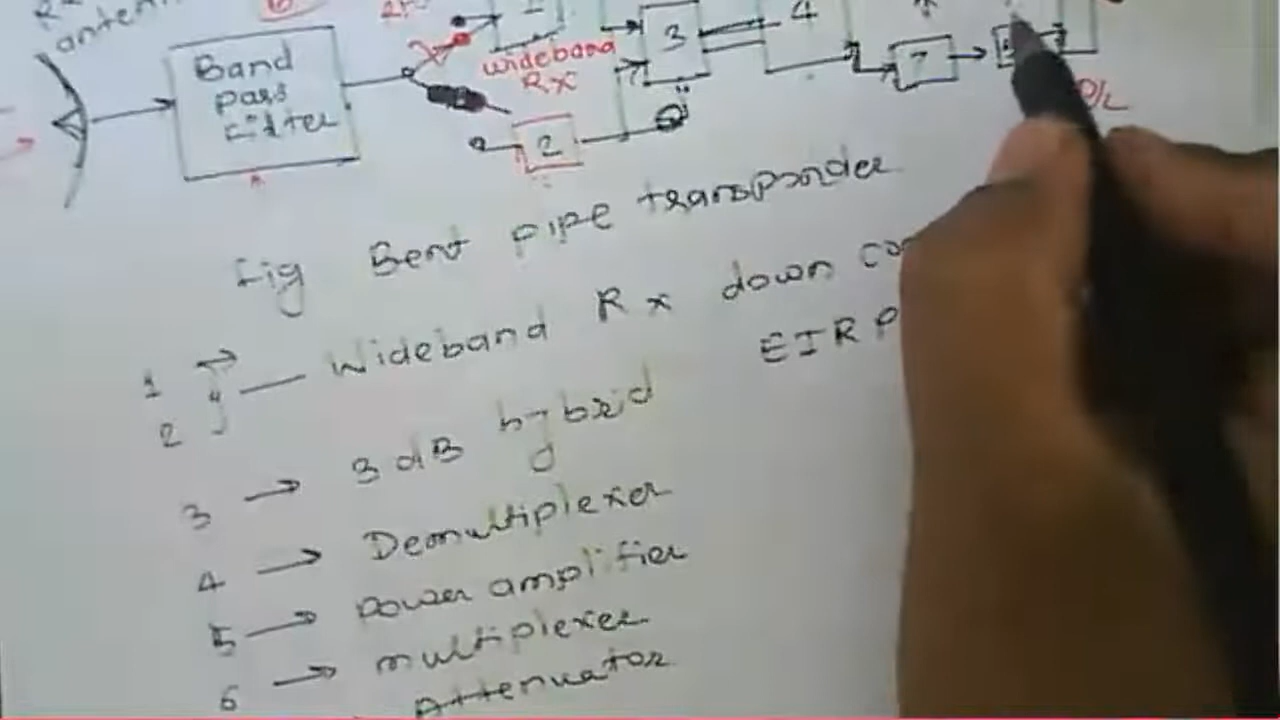 antenna
Band
pass
Filter
wideband
Rx
1
2
3
4
7
D/L
Fig Bent pipe transponder
1 → Wideband Rx down
2
EIRP
3 → 3 dB hybrid
4 → Demultiplexer
5 → Power amplifier
6 → multiplexer
Attenuator